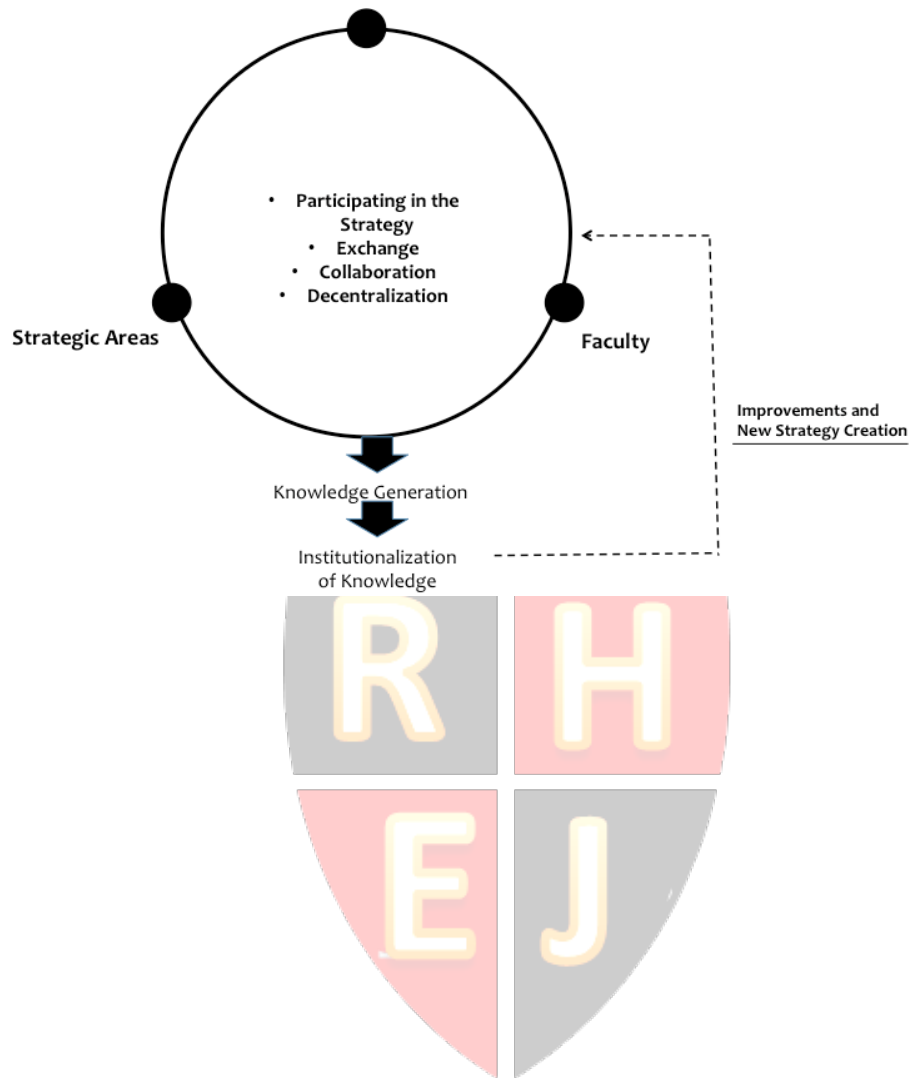 • Participating in the
Strategy
• Exchange
• Collaboration
• Decentralization
Strategic Areas
Faculty
Improvements and
New Strategy Creation
Knowledge Generation
Institutionalization
of Knowledge
R H
E J